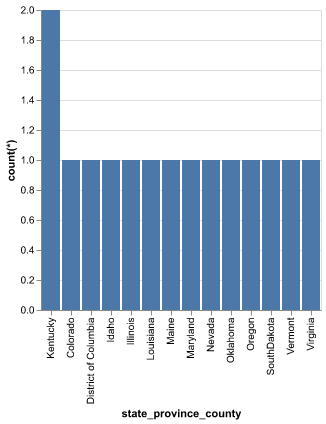 2.0
1.8
1.6
1.4
1.2
1.0
0.8
0.6
0.4
0.2
0.0
count(*)
Kentucky
Colorado
District of Columbia
Idaho
Illinois
Louisiana
Maine
Maryland
Nevada
Oklahoma
Oregon
SouthDakota
Vermont
Virginia
state_province_county